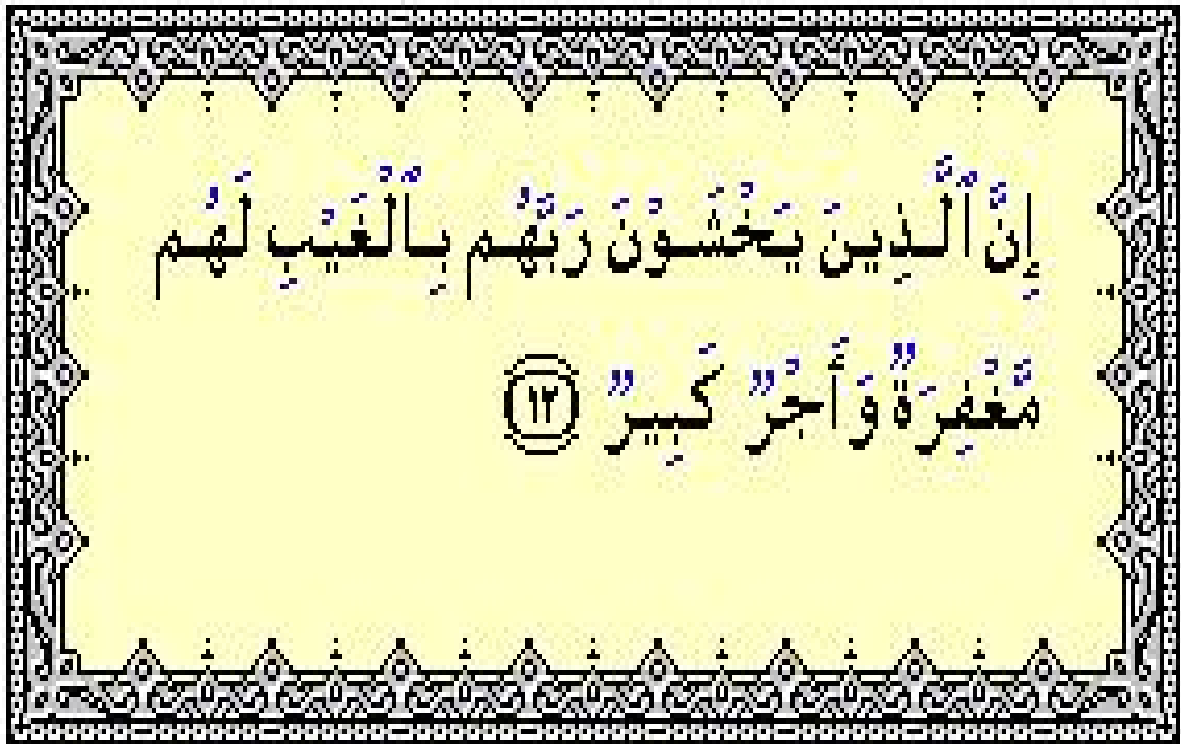 إِنَّ ٱلَّذِينَ يَخْشَوْنَ رَبَّهُم بِٱلْغَيْبِ لَهُم
مَّغْفِرَةٌ وَأَجْرٌ كَبِيرٌ ١٢